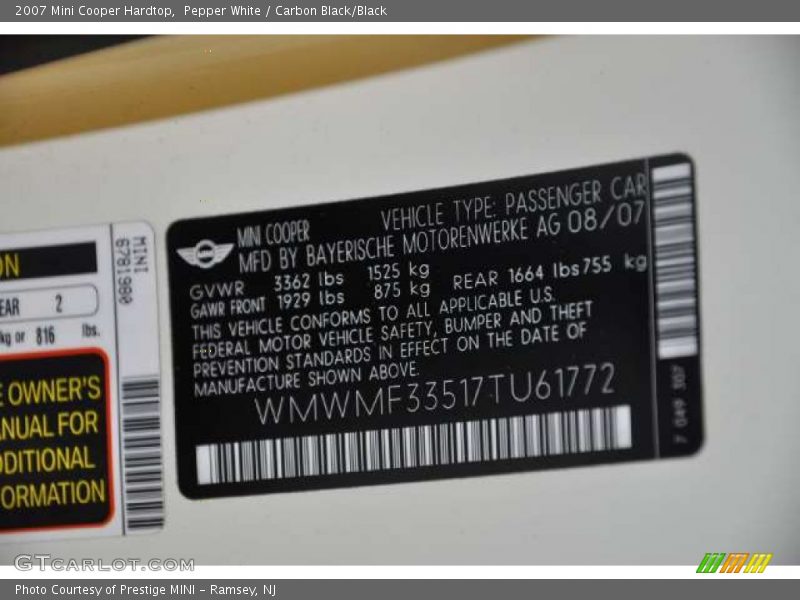 2007 Mini Cooper Hardtop,  Pepper White / Carbon Black/Black
MINI COOPER
VEHICLE TYPE: PASSENGER CAR
MFD BY BAYERISCHE MOTORENWERKE AG 08/07
GVWR 3362 lbs 1525 kg
GAWR FRONT 1929 lbs 875 kg REAR 1664 lbs 755 kg
THIS VEHICLE CONFORMS TO ALL APPLICABLE U.S.
FEDERAL MOTOR VEHICLE SAFETY, BUMPER AND THEFT
PREVENTION STANDARDS IN EFFECT ON THE DATE OF
MANUFACTURE SHOWN ABOVE.
WMWMF33517TU61772
7 049 307
MINI
6781980
ON
EAR 2
kg or 816 lbs.
E OWNER'S
ANUAL FOR
DDITIONAL
ORMATION
GTCARLOT.COM
Photo Courtesy of Prestige MINI - Ramsey, NJ